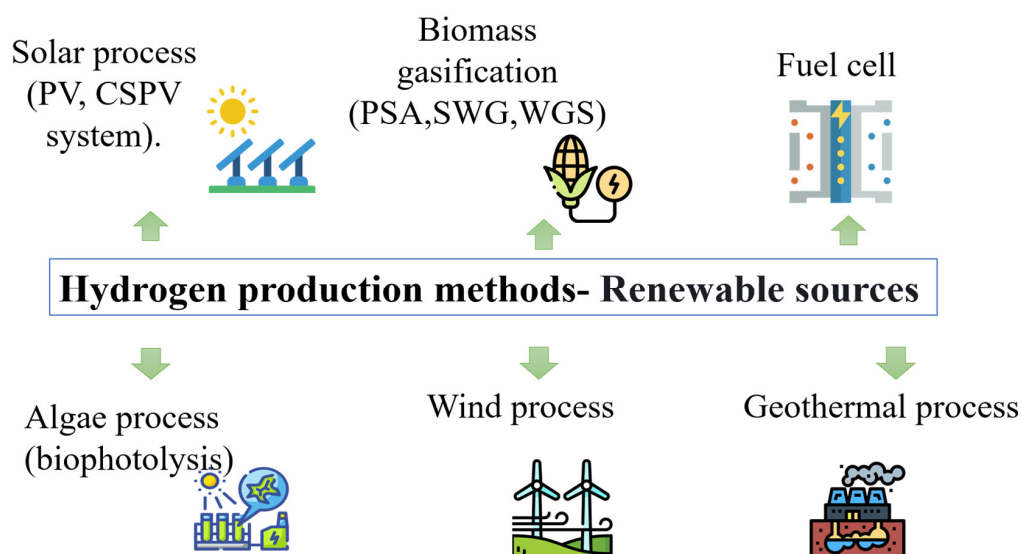 Solar process
(PV, CSPV
system).
Biomass
gasification
(PSA,SWG,WGS)
Fuel cell
Hydrogen production methods- Renewable sources
Algae process
(biophotolysis)
Wind process
Geothermal process